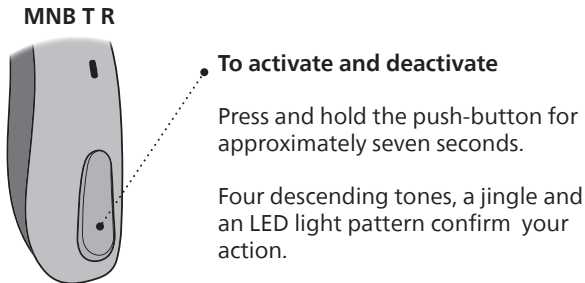 MNB T R
To activate and deactivate
Press and hold the push-button for
approximately seven seconds.
Four descending tones, a jingle and
an LED light pattern confirm  your
action.